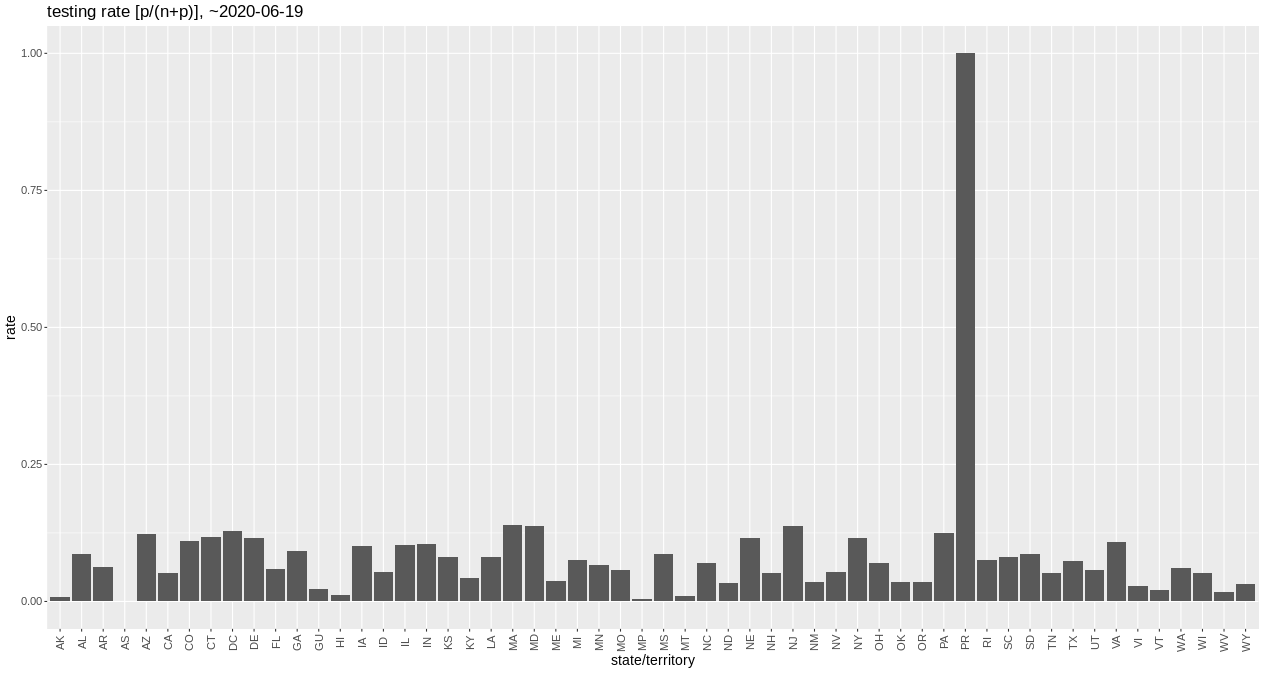 testing rate [p/(n+p)], ~2020-06-19
rate
1.00
0.75
0.50
0.25
0.00
AK AL AR AS AZ CA CO CT DC DE FL GA GU HI IA ID IL IN KS KY LA MA MD ME MI MN MO MP MS MT NC ND NE NH NJ NM NV NY OH OK OR PA PR RI SC SD TN TX UT VA VI VT WA WI WV WY
state/territory